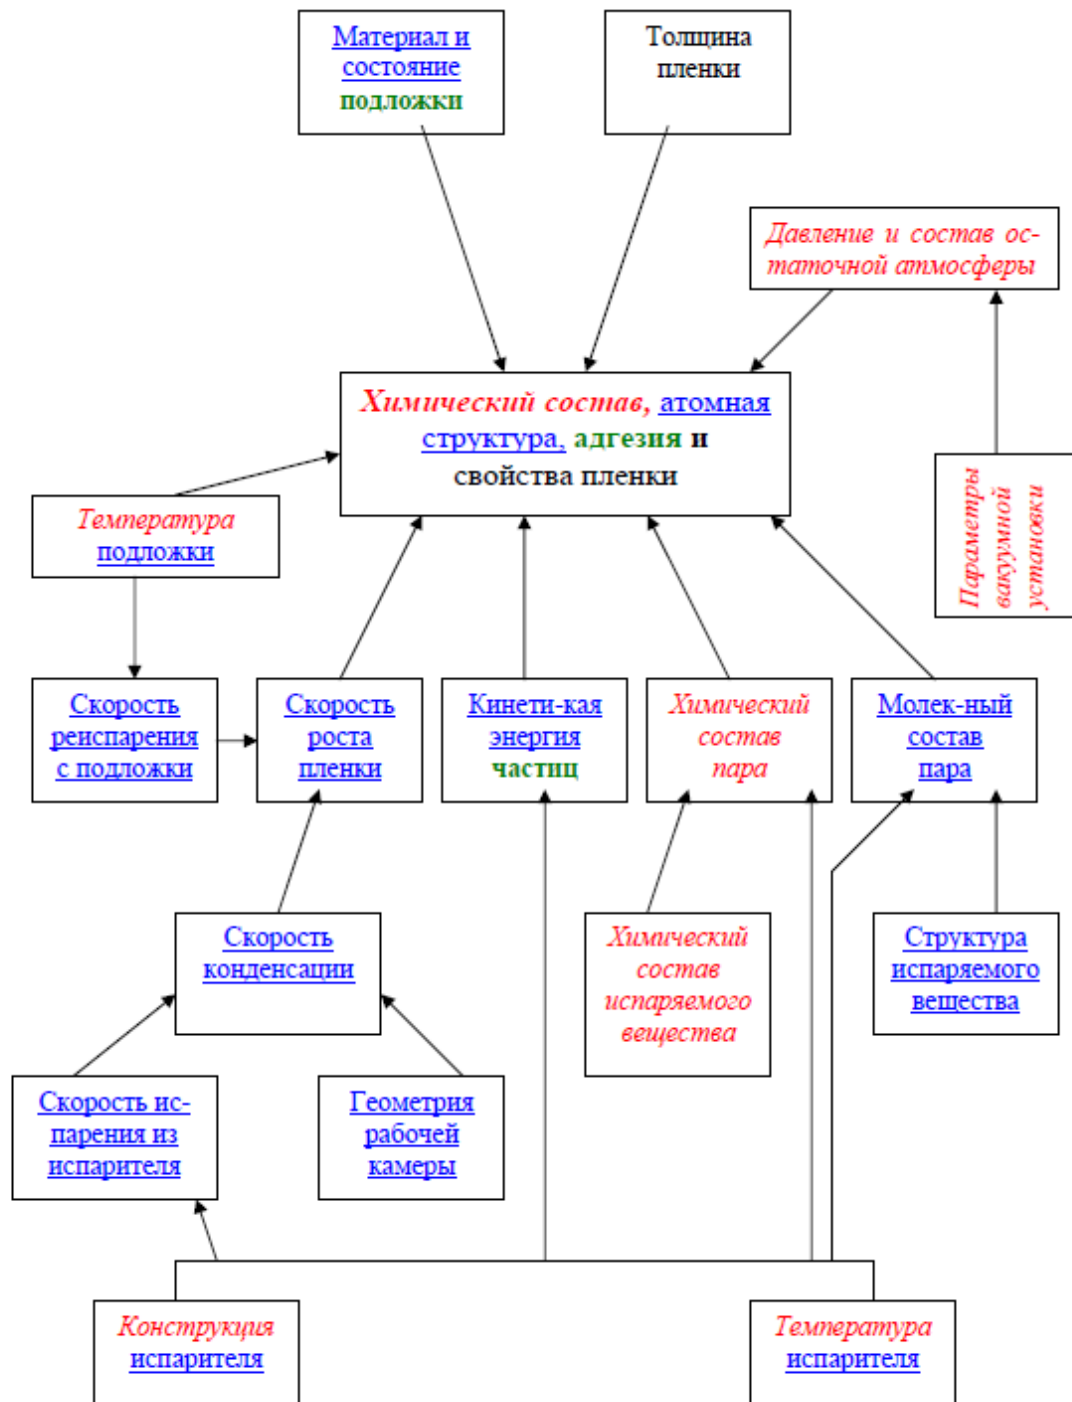 Материал и
состояние
подложки
Толщина
пленки
Давление и состав ос-
таточной атмосферы
Химический состав, атомная
структура, адгезия и
свойства пленки
Параметры
вакуумной
установки
Температура
подложки
Скорость
реиспарения
с подложки
Скорость
роста
пленки
Кинети-кая
энергия
частиц
Химический
состав
пара
Молек-ный
состав
пара
Скорость
конденсации
Химический
состав
испаряемого
вещества
Структура
испаряемого
вещества
Скорость ис-
парения из
испарителя
Геометрия
рабочей
камеры
Конструкция
испарителя
Температура
испарителя